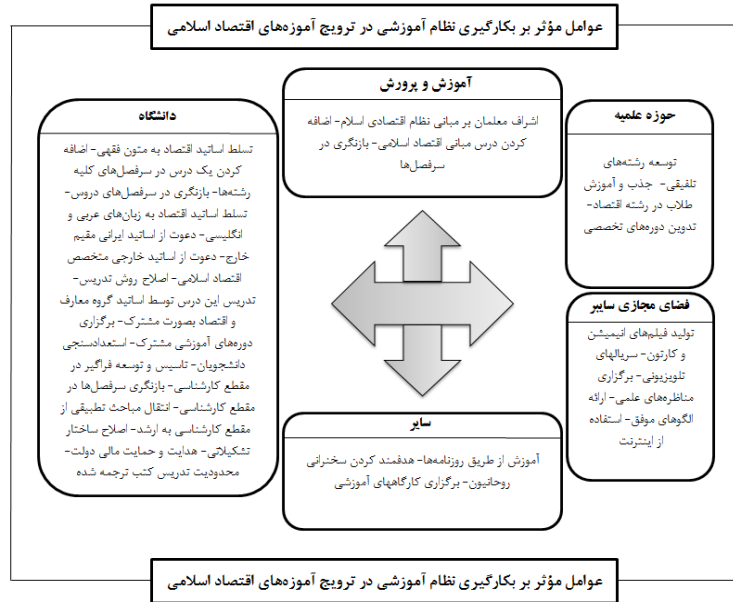 عوامل مؤثر بر بکارگیری نظام آموزشی در ترویج آموزه‌های اقتصاد اسلامی
آموزش و پرورش
اشراف معلمان بر مبانی نظام اقتصادی اسلام- اضافه
کردن درس مبانی اقتصاد اسلامی- بازنگری در
سرفصل‌ها
حوزه علمیه
توسعه رشته‌های
تلفیقی- جذب و آموزش
طلاب در رشته اقتصاد-
تدوین دوره‌های تخصصی
دانشگاه
تسلط اساتید اقتصاد به متون فقهی- اضافه
کردن یک درس در سرفصل‌های کلیه
رشته‌ها- بازنگری در سرفصل‌های دروس-
تسلط اساتید اقتصاد به زبان‌های عربی و
انگلیسی- دعوت از اساتید ایرانی مقیم
خارج- دعوت از اساتید خارجی متخصص
اقتصاد اسلامی- اصلاح روش تدریس-
تدریس این درس توسط اساتید گروه معارف
و اقتصاد بصورت مشترک- برگزاری
دوره‌های آموزشی مشترک- استعدادسنجی
دانشجویان- تاسیس و توسعه فراگیر در
مقطع کارشناسی- بازنگری سرفصل‌ها در
مقطع کارشناسی- انتقال مباحث تطبیقی از
مقطع کارشناسی به ارشد- اصلاح ساختار
تشکیلاتی- هدایت و حمایت مالی دولت-
محدودیت تدریس کتب ترجمه شده
فضای مجازی سایبر
تولید فیلم‌های انیمیشن
و کارتون- سریالهای
تلویزیونی- برگزاری
مناظره‌های علمی- ارائه
الگوهای موفق- استفاده
از اینترنت
سایر
آموزش از طریق روزنامه‌ها- هدفمند کردن سخنرانی
روحانیون- برگزاری کارگاههای آموزشی
عوامل مؤثر بر بکارگیری نظام آموزشی در ترویج آموزه‌های اقتصاد اسلامی